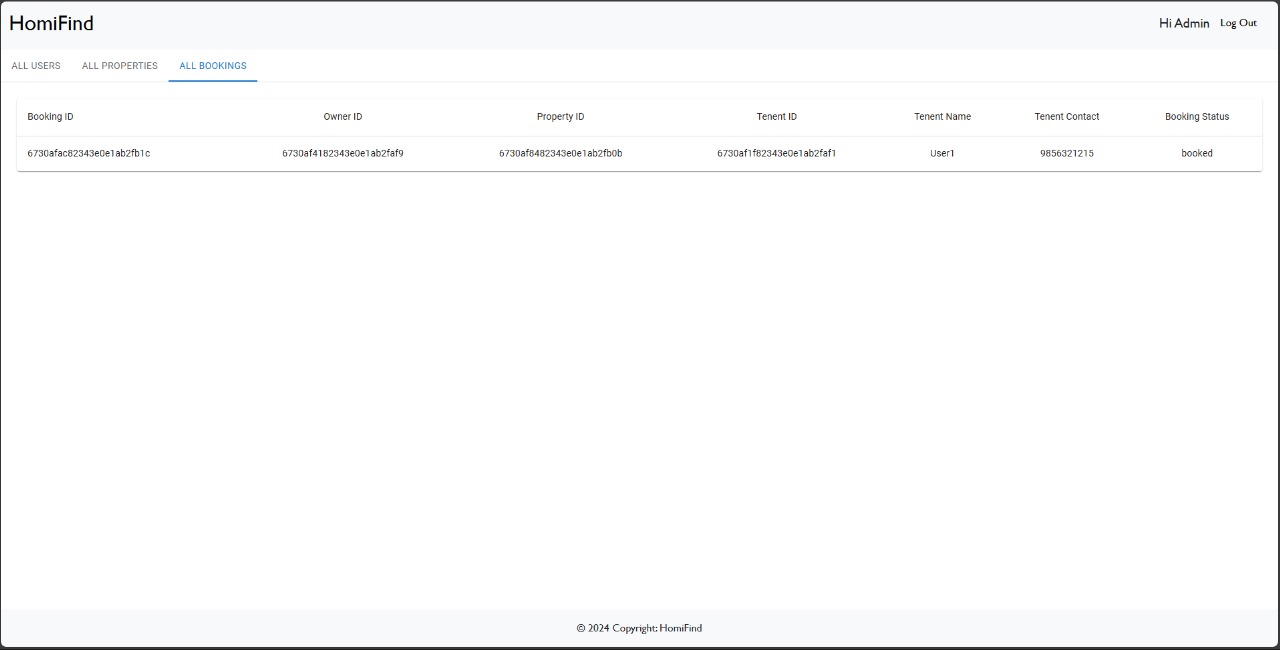 HomiFind
Hi Admin Log Out
ALL USERS ALL PROPERTIES ALL BOOKINGS
Booking ID Owner ID Property ID Tenent ID Tenent Name Tenent Contact Booking Status
6730afac82343e0e1ab2fb1c 6730af4182343e0e1ab2faf9 6730af8482343e0e1ab2fb0b 6730af1f82343e0e1ab2faf1 User1 9856321215 booked
© 2024 Copyright: HomiFind